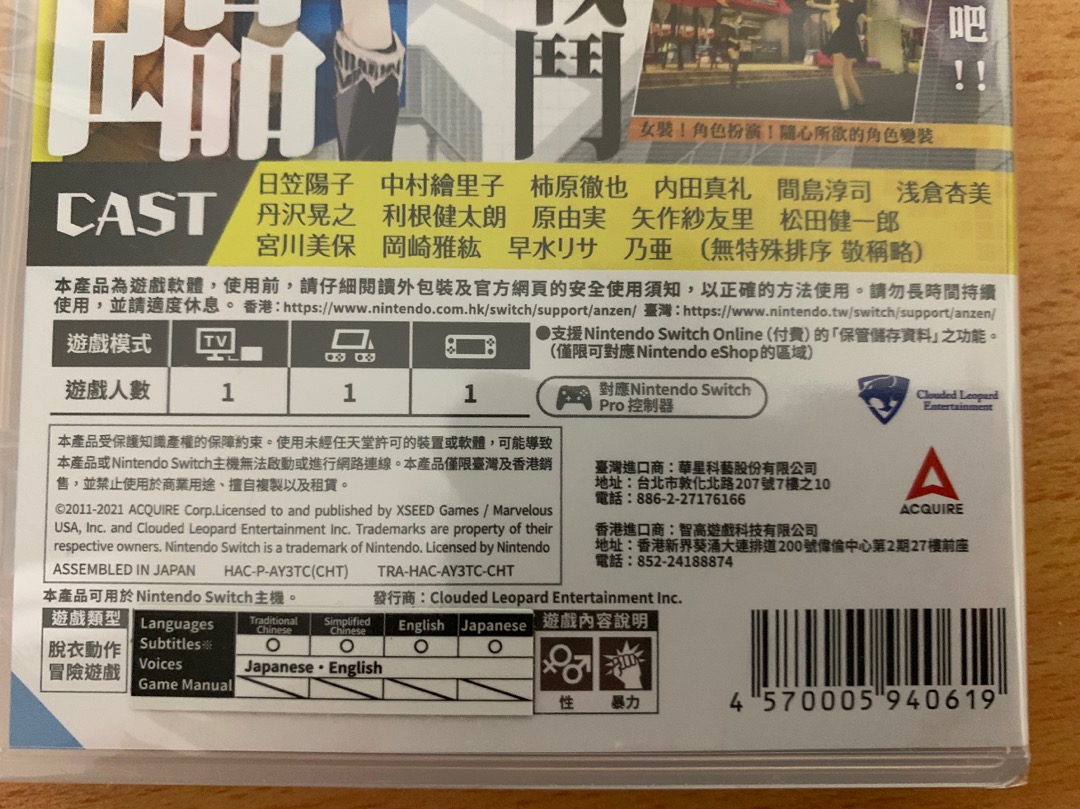 品 戰鬥
吧!!
女裝！角色扮演！隨心所欲的角色變裝
CAST
日笠陽子 中村繪里子 柿原徹也 內田真礼 間島淳司 浅倉杏美
丹沢晃之 利根健太朗 原由実 矢作紗友里 松田健一郎
宮川美保 岡崎雅紘 早水リサ 乃亜 （無特殊排序 敬稱略）
本產品為遊戲軟體，使用前，請仔細閱讀外包裝及官方網頁的安全使用須知，以正確的方法使用。請勿長時間持續
使用，並請適度休息。 香港：https://www.nintendo.com.hk/switch/support/anzen/ 臺灣：https://www.nintendo.tw/switch/support/anzen/
遊戲模式 TV
遊戲人數 1 1 1
●支援Nintendo Switch Online（付費）的「保管儲存資料」之功能。
（僅限可對應Nintendo eShop的區域）
對應Nintendo Switch
Pro 控制器
Clouded Leopard
Entertainment
本產品受保護知識產權的保障約束。使用未經任天堂許可的裝置或軟體，可能導致
本產品或Nintendo Switch主機無法啟動或進行網路連線。本產品僅限臺灣及香港銷
售，並禁止使用於商業用途、擅自複製以及租賃。
©2011-2021 ACQUIRE Corp.Licensed to and published by XSEED Games / Marvelous
USA, Inc. and Clouded Leopard Entertainment Inc. Trademarks are property of their
respective owners. Nintendo Switch is a trademark of Nintendo. Licensed by Nintendo
ASSEMBLED IN JAPAN HAC-P-AY3TC(CHT) TRA-HAC-AY3TC-CHT
臺灣進口商：華星科藝股份有限公司
地址：台北市敦化北路207號7樓之10
電話：886-2-27176166
香港進口商：智高遊戲科技有限公司
地址：香港新界葵涌大連排道200號偉倫中心第2期27樓前座
電話：852-24188874
ACQUIRE
本產品可用於Nintendo Switch主機。 發行商：Clouded Leopard Entertainment Inc.
遊戲類型
脫衣動作
冒險遊戲
Languages Traditional Chinese Simplified Chinese English Japanese
Subtitles※ ○ ○ ○ ○
Voices Japanese・English
Game Manual
遊戲內容說明
性 暴力
4 570005 940619